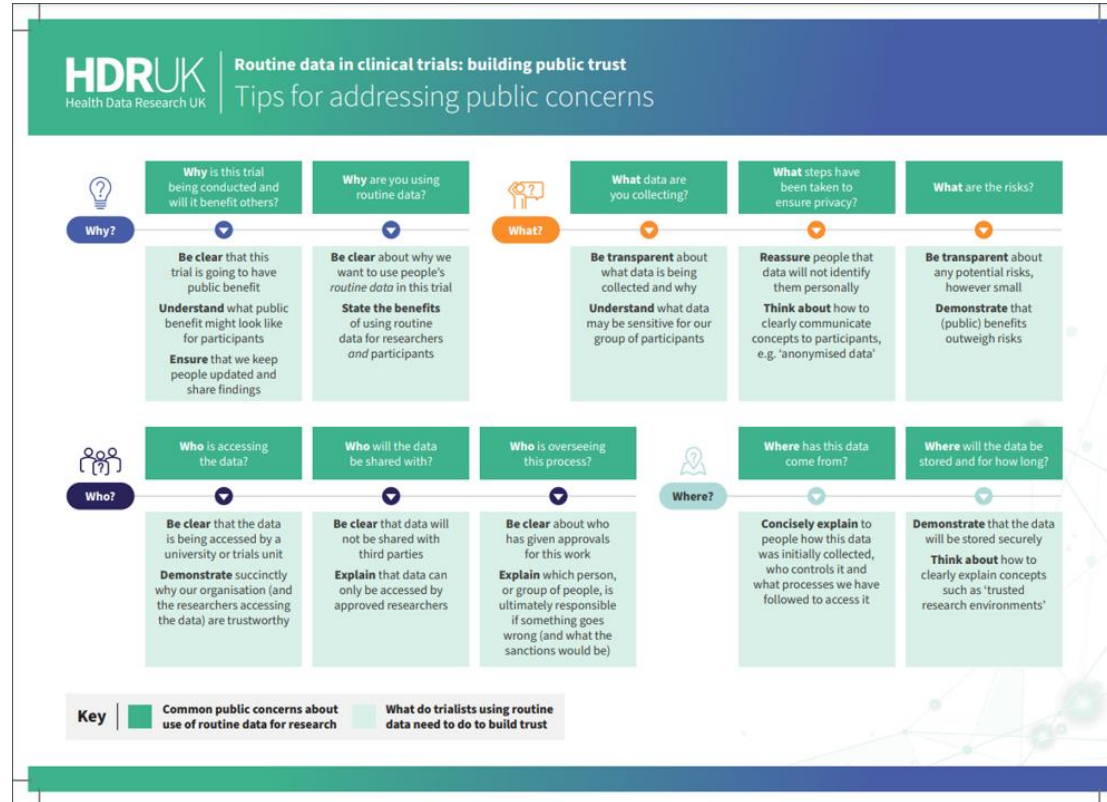 HDRUK
Health Data Research UK
Routine data in clinical trials: building public trust
Tips for addressing public concerns
Why?
Why is this trial
being conducted and
will it benefit others?
Be clear that this
trial is going to have
public benefit
Understand what public
benefit might look like
for participants
Ensure that we keep
people updated and
share findings
Why are you using
routine data?
Be clear about why we
want to use people's
routine data in this trial
State the benefits
of using routine
data for researchers
and participants
What?
What data are
you collecting?
Be transparent about
what data is being
collected and why
Understand what data
may be sensitive for our
group of participants
What steps have
been taken to
ensure privacy?
Reassure people that
data will not identify
them personally
Think about how to
clearly communicate
concepts to participants,
e.g. ‘anonymised data’
What are the risks?
Be transparent about
any potential risks,
however small
Demonstrate that
(public) benefits
outweigh risks
Who?
Who is accessing
the data?
Be clear that the data
is being accessed by a
university or trials unit
Demonstrate succinctly
why our organisation (and
the researchers accessing
the data) are trustworthy
Who will the data
be shared with?
Be clear that data will
not be shared with
third parties
Explain that data can
only be accessed by
approved researchers
Who is overseeing
this process?
Be clear about who
has given approvals
for this work
Explain which person,
or group of people, is
ultimately responsible
if something goes
wrong (and what the
sanctions would be)
Where?
Where has this data
come from?
Concisely explain to
people how this data
was initially collected,
who controls it and
what processes we have
followed to access it
Where will the data be
stored and for how long?
Demonstrate that the data
will be stored securely
Think about how to
clearly explain concepts
such as ‘trusted
research environments’
Key
Common public concerns about
use of routine data for research
What do trialists using routine
data need to do to build trust